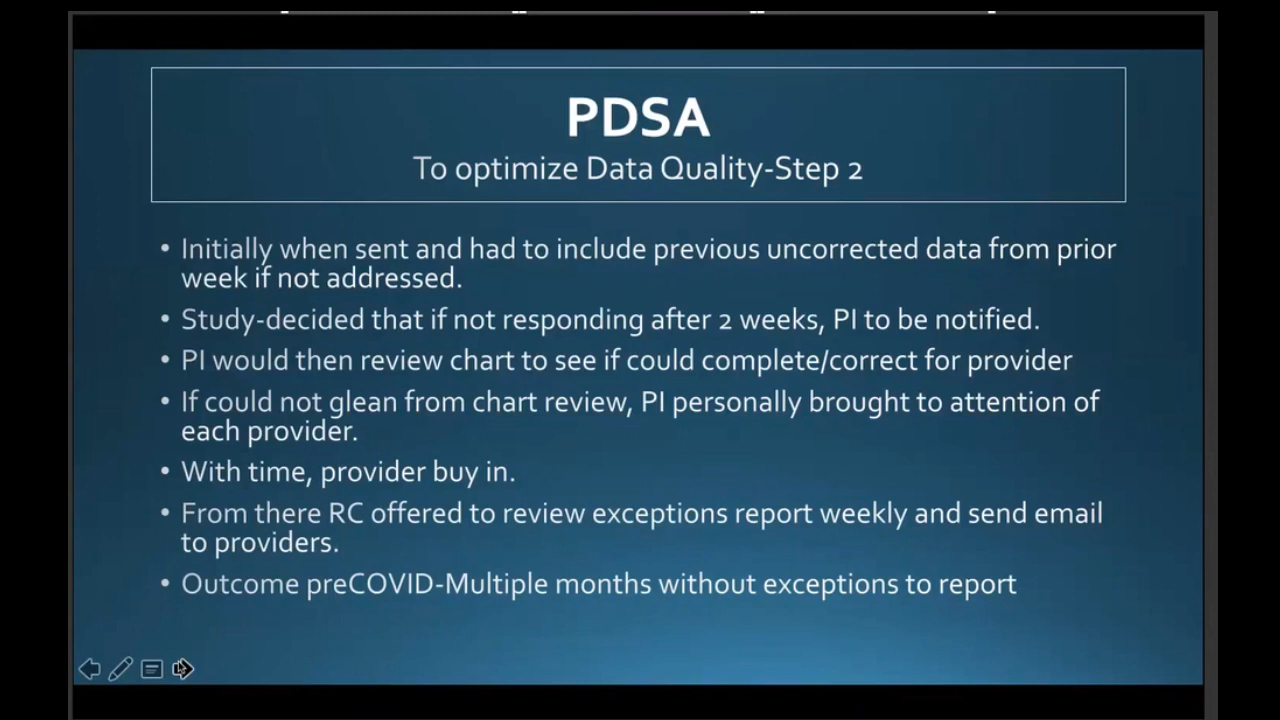 PDSA
To optimize Data Quality-Step 2
• Initially when sent and had to include previous uncorrected data from prior
week if not addressed.
• Study-decided that if not responding after 2 weeks, PI to be notified.
• PI would then review chart to see if could complete/correct for provider
• If could not glean from chart review, PI personally brought to attention of
each provider.
• With time, provider buy in.
• From there RC offered to review exceptions report weekly and send email
to providers.
• Outcome preCOVID-Multiple months without exceptions to report